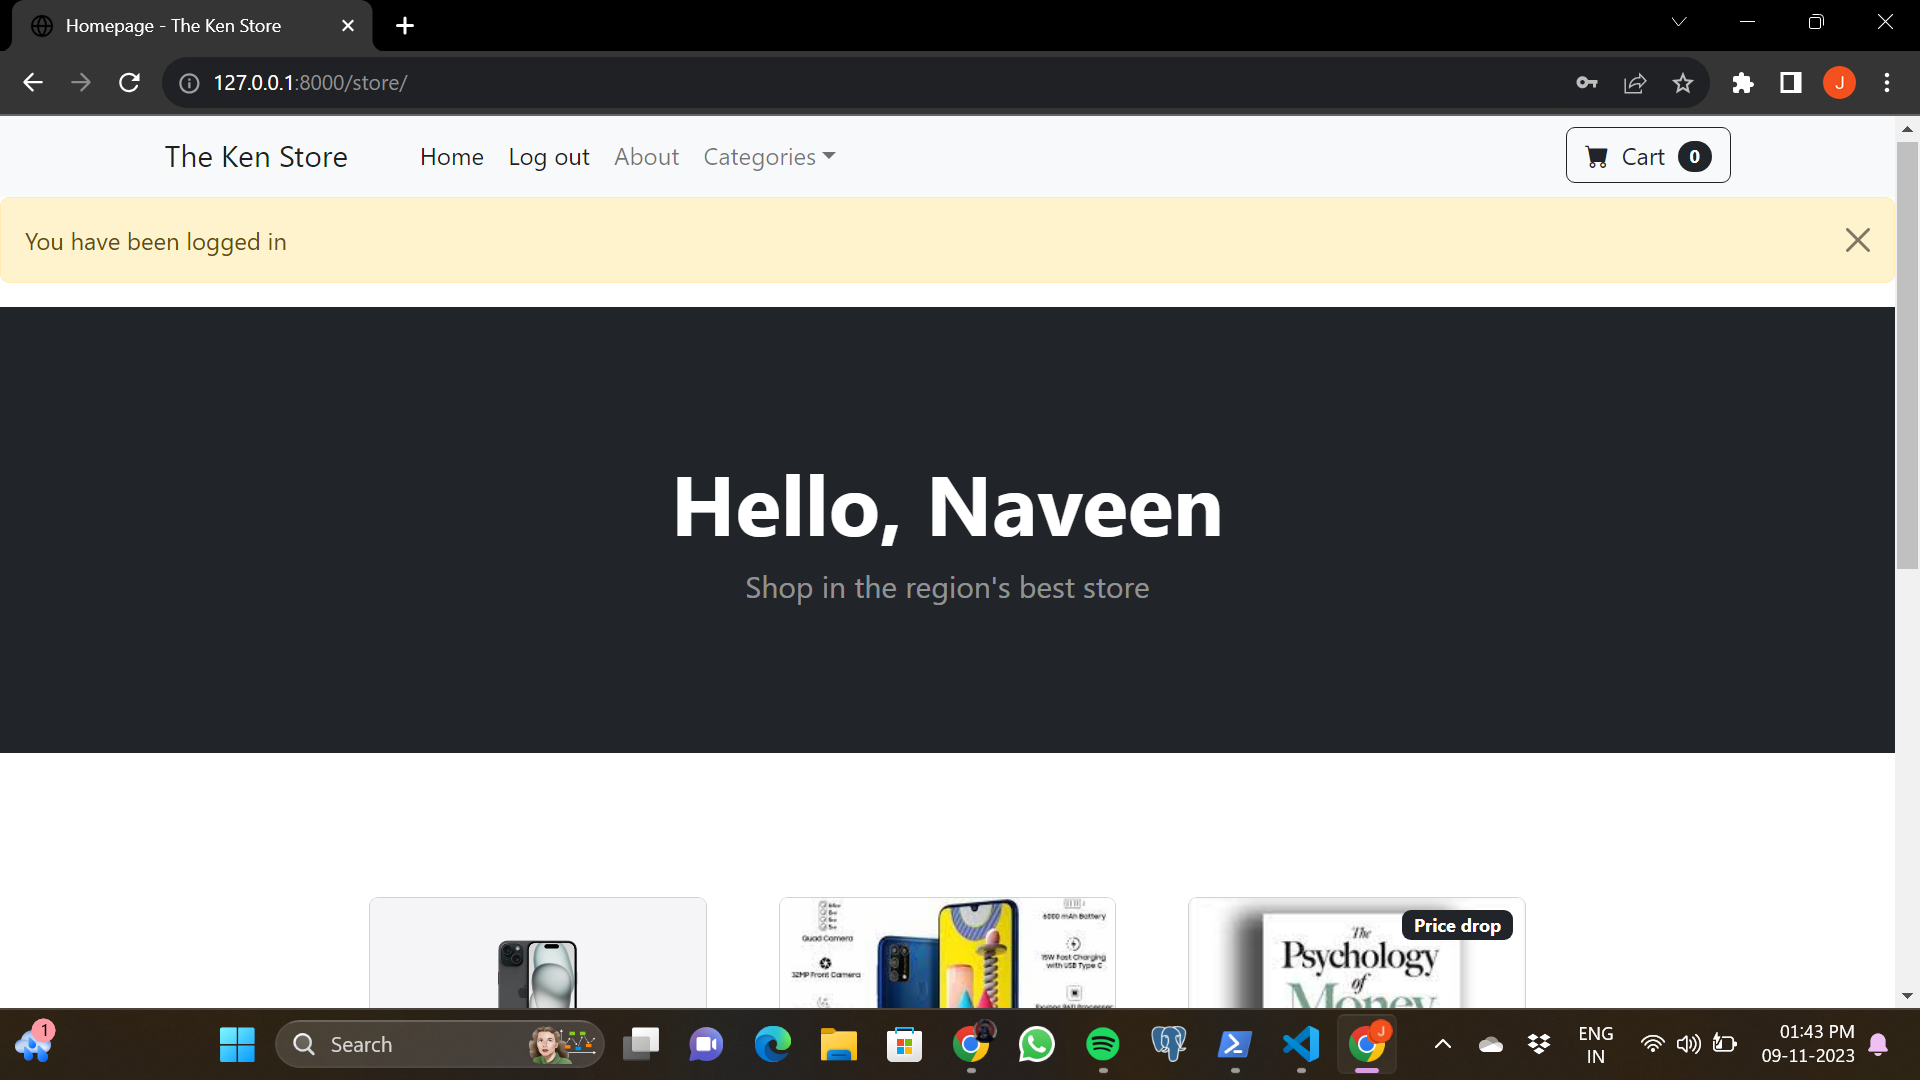 Homepage - The Ken Store
127.0.0.1:8000/store/
J
The Ken Store
Home
Log out
About
Categories
Cart 0
You have been logged in
Hello, Naveen
Shop in the region's best store
Quad Camera
32MP Front Camera
6000 mAh Battery
15W Fast Charging
with USB Type C
Price drop
The
Psychology
of
Money
1
Search
J
ENG
IN
01:43 PM
09-11-2023